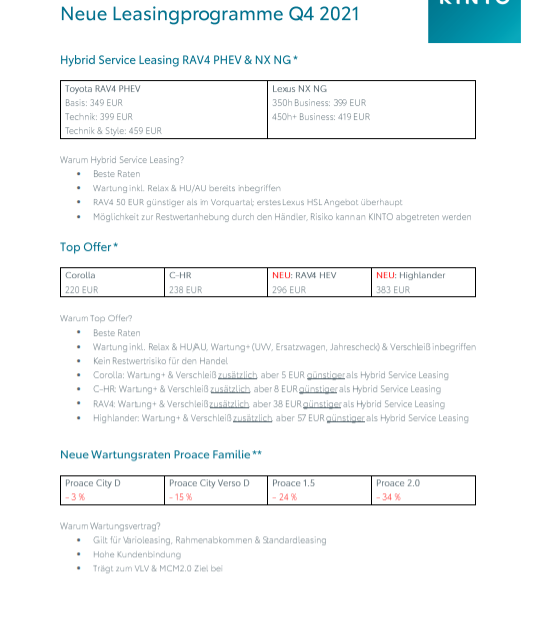 KINTO
Neue Leasingprogramme Q4 2021
Hybrid Service Leasing RAV4 PHEV & NX NG*
Toyota RAV4 PHEV
Basis: 349 EUR
Technik: 399 EUR
Technik & Style: 459 EUR
Lexus NX NG
350h Business: 399 EUR
450h+ Business: 419 EUR
Warum Hybrid Service Leasing?
• Beste Raten
• Wartung inkl. Relax & HU/AU bereits inbegriffen
• RAV4 50 EUR günstiger als im Vorquartal; erstes Lexus HSL Angebot überhaupt
• Möglichkeit zur Restwertanhebung durch den Händler, Risiko kann an KINTO abgetreten werden
Top Offer*
Corolla
220 EUR
C-HR
238 EUR
NEU: RAV4 HEV
296 EUR
NEU: Highlander
383 EUR
Warum Top Offer?
• Beste Raten
• Wartung inkl. Relax & HU/AU, Wartung+ (UVV, Ersatzwagen, Jahrescheck) & Verschleiß inbegriffen
• Kein Restwertrisiko für den Handel
• Corolla: Wartung+ & Verschleiß zusätzlich, aber 5 EUR günstiger als Hybrid Service Leasing
• C-HR: Wartung+ & Verschleiß zusätzlich, aber 8 EUR günstiger als Hybrid Service Leasing
• RAV4: Wartung+ & Verschleiß zusätzlich, aber 38 EUR günstiger als Hybrid Service Leasing
• Highlander: Wartung+ & Verschleiß zusätzlich, aber 57 EUR günstiger als Hybrid Service Leasing
Neue Wartungsraten Proace Familie**
Proace City D
– 3 %
Proace City Verso D
– 15 %
Proace 1.5
– 24 %
Proace 2.0
– 34 %
Warum Wartungsvertrag?
• Gilt für Varioleasing, Rahmenabkommen & Standardleasing
• Hohe Kundenbindung
• Trägt zum VLV & MCM2.0 Ziel bei